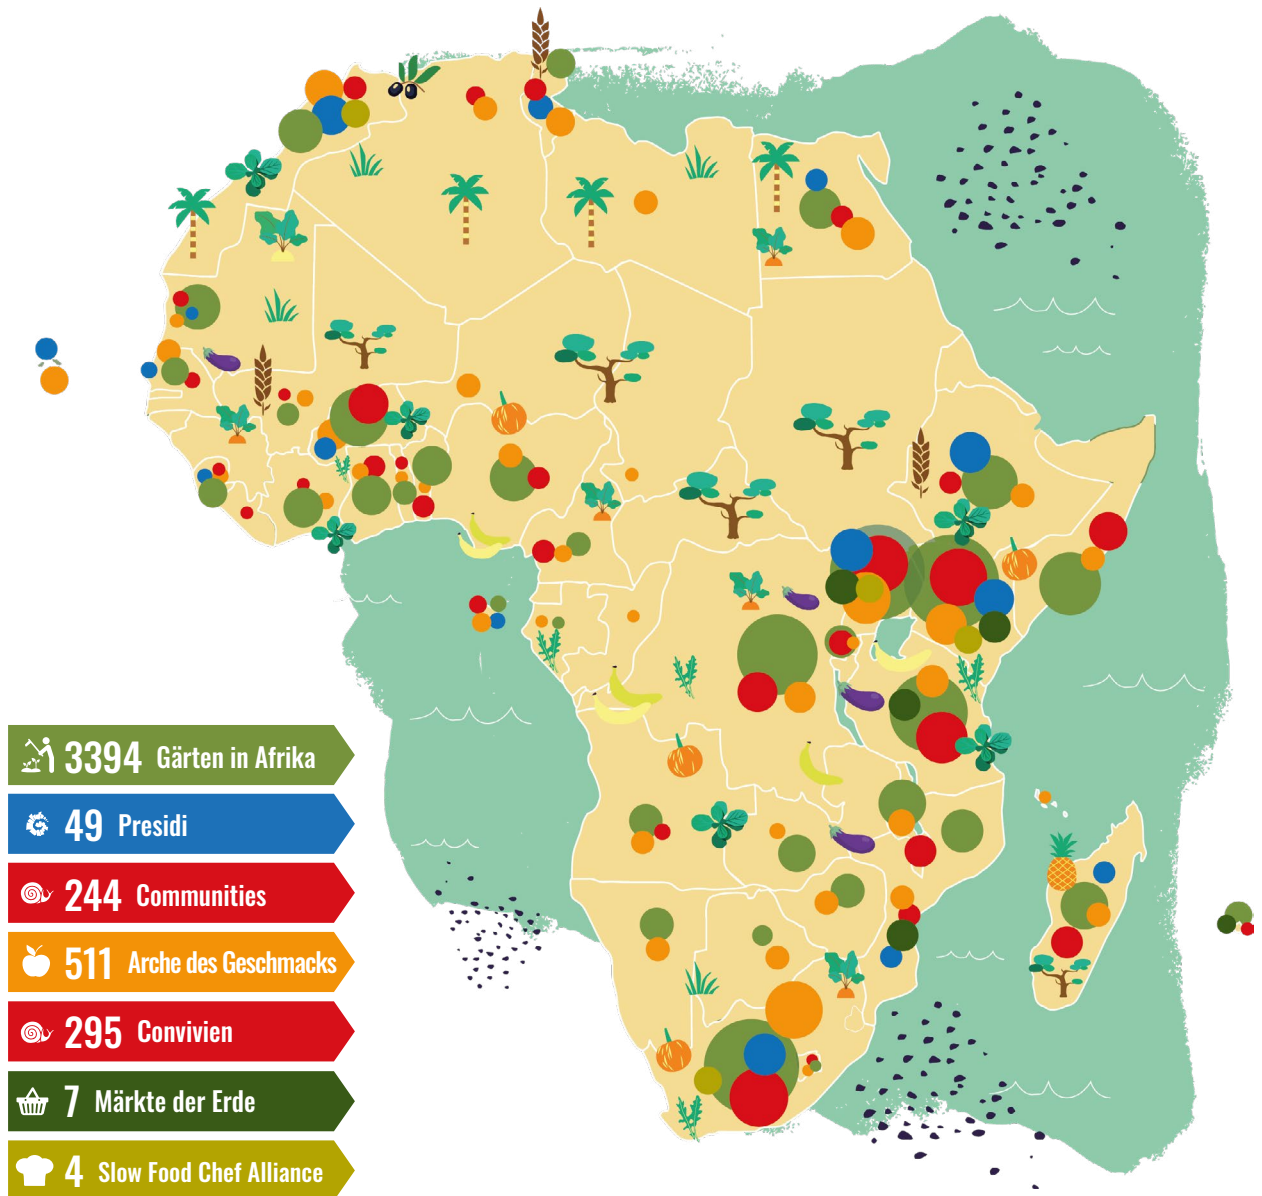 3394 Gärten in Afrika
49 Presidi
244 Communities
511 Arche des Geschmacks
295 Convivien
7 Märkte der Erde
4 Slow Food Chef Alliance